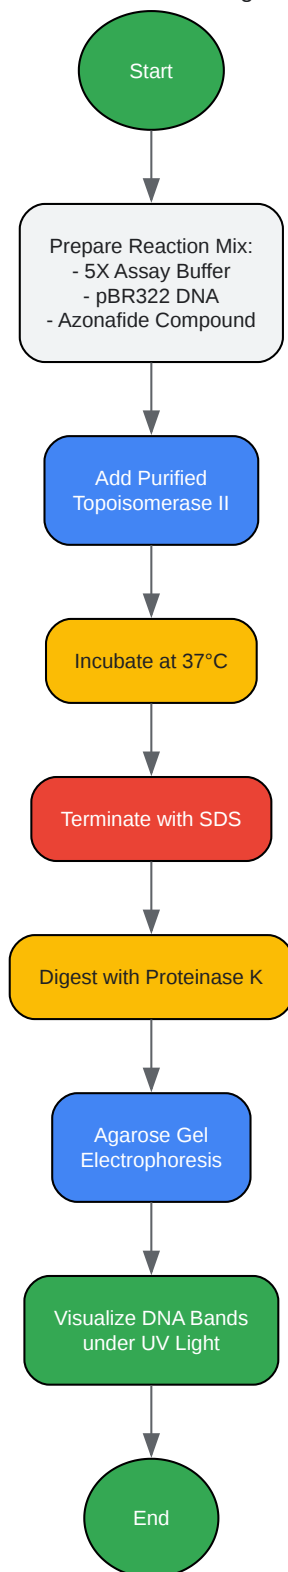 Start
Prepare Reaction Mix:
- 5X Assay Buffer
- pBR322 DNA
- Azonafide Compound
Add Purified
Topoisomerase II
Incubate at 37°C
Terminate with SDS
Digest with Proteinase K
Agarose Gel
Electrophoresis
Visualize DNA Bands
under UV Light
End